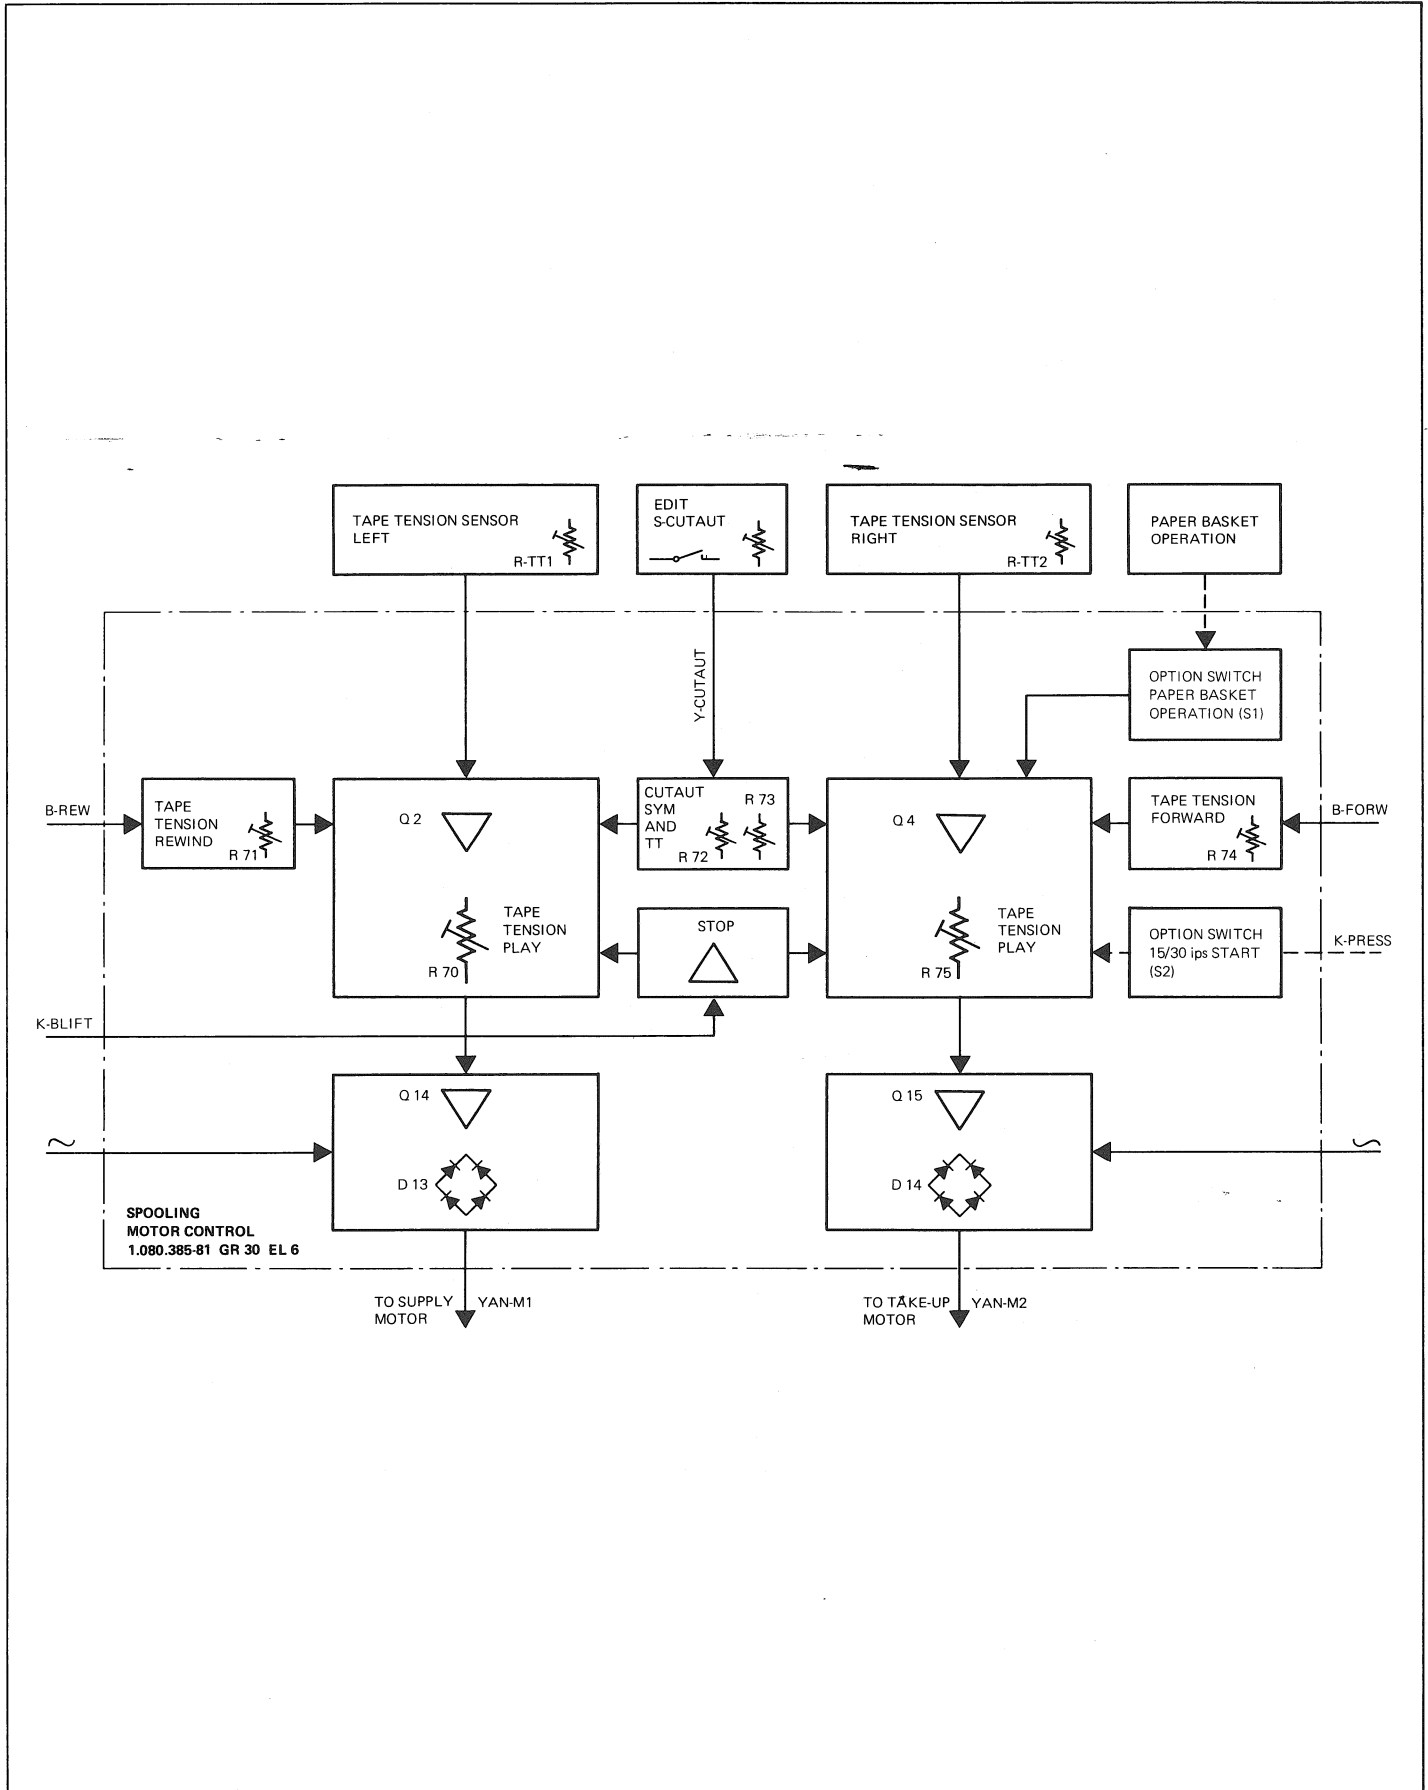 TAPE TENSION SENSOR
LEFT
R-TT1
EDIT
S-CUTAUT
TAPE TENSION SENSOR
RIGHT
R-TT2
PAPER BASKET
OPERATION
Y-CUTAUT
OPTION SWITCH
PAPER BASKET
OPERATION (S1)
B-REW
TAPE
TENSION
REWIND
R 71
Q 2
TAPE
TENSION
PLAY
R 70
CUTAUT
SYM
AND
TT
R 73
R 72
Q 4
TAPE
TENSION
PLAY
R 75
TAPE TENSION
FORWARD
R 74
B-FORW
STOP
OPTION SWITCH
15/30 ips START
(S2)
K-PRESS
K-BLIFT
Q 14
D 13
Q 15
D 14
~
~
SPOOLING
MOTOR CONTROL
1.080.385-81 GR 30 EL 6
TO SUPPLY
MOTOR
YAN-M1
TO TAKE-UP
MOTOR
YAN-M2